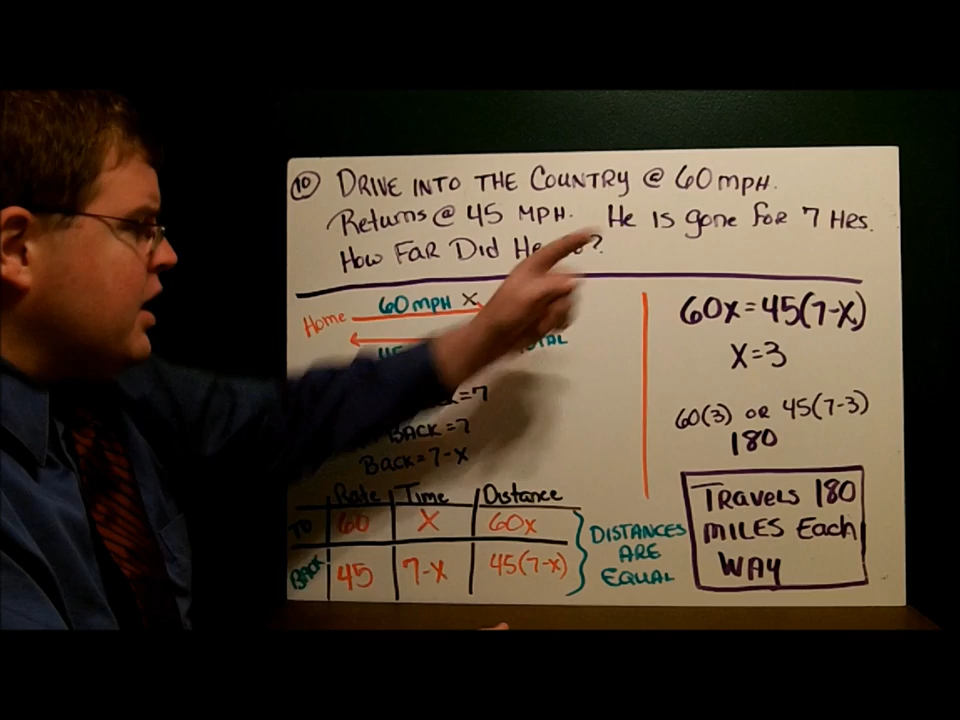 10 DRIVE INTO THE COUNTRY @ 60 MPH.
Returns @ 45 MPH. He is gone for 7 HRS.
How FAR Did He ?
60 MPH X
Home
=7
BACK = 7
Back = 7-X
Rate Time Distance
TO 60 X 60X
BACK 45 7-X 45(7-X)
DISTANCES
ARE
EQUAL
60X = 45(7-X)
X = 3
60(3) OR 45(7-3)
180
TRAVELS 180
MILES Each
WAY